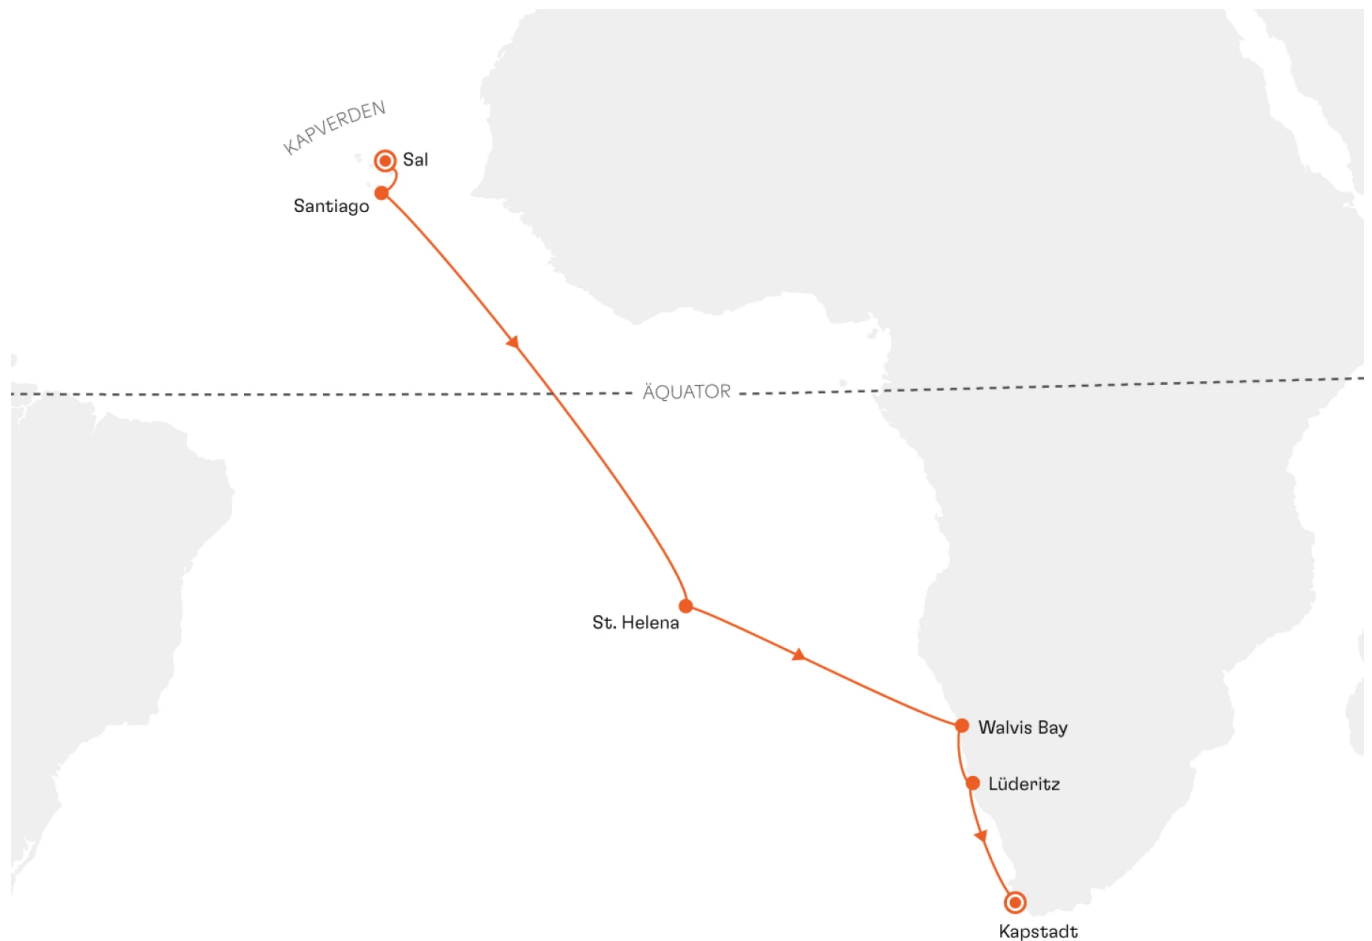 KAPVERDEN
Sal
Santiago
ÄQUATOR
St. Helena
Walvis Bay
Lüderitz
Kapstadt